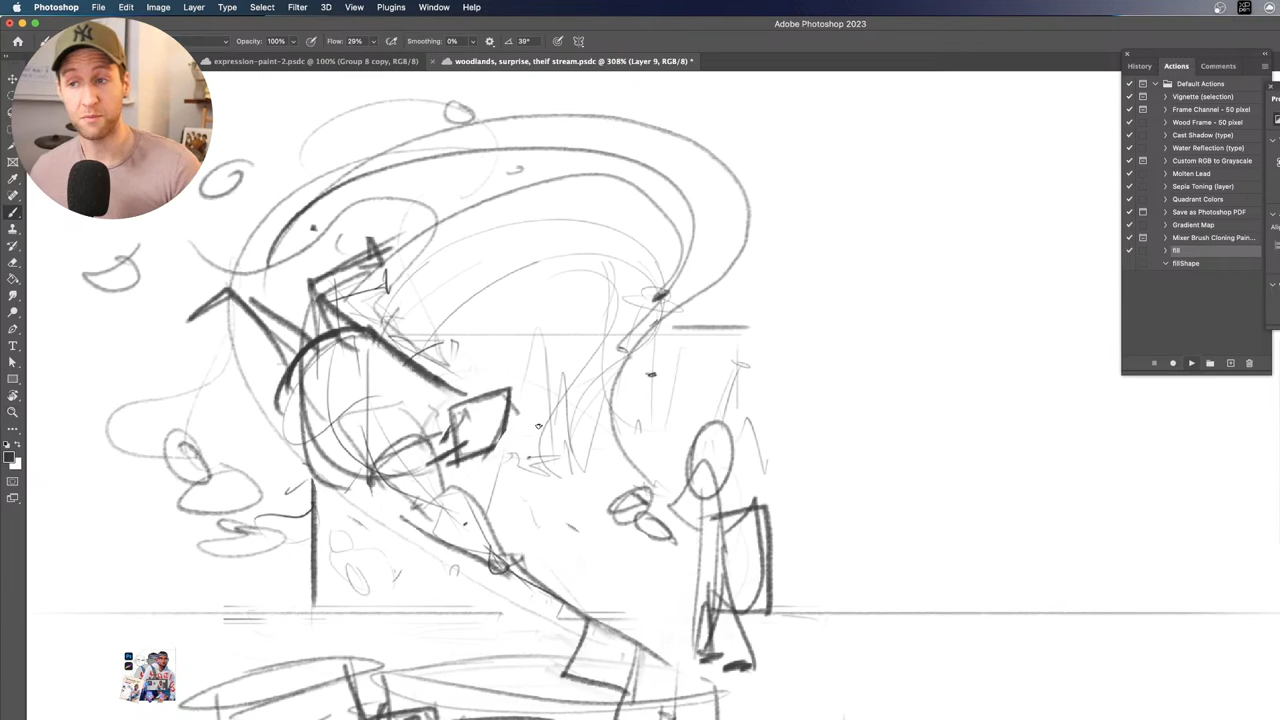 Photoshop File Edit Image Layer Type Select Filter 3D View Plugins Window Help
Adobe Photoshop 2023
Opacity: 100% Flow: 29% Smoothing: 0% 39°
expression-paint-2.psdc @ 100% (Group 8 copy, RGB/8)
woodlands, surprise, theif stream.psdc @ 308% (Layer 9, RGB/8) *
History Actions Comments
Default Actions
Vignette (selection)
Frame Channel - 50 pixel
Wood Frame - 50 pixel
Cast Shadow (type)
Water Reflection (type)
Custom RGB to Grayscale
Molten Lead
Sepia Toning (layer)
Quadrant Colors
Save as Photoshop PDF
Gradient Map
Mixer Brush Cloning Pain...
fill
fillShape